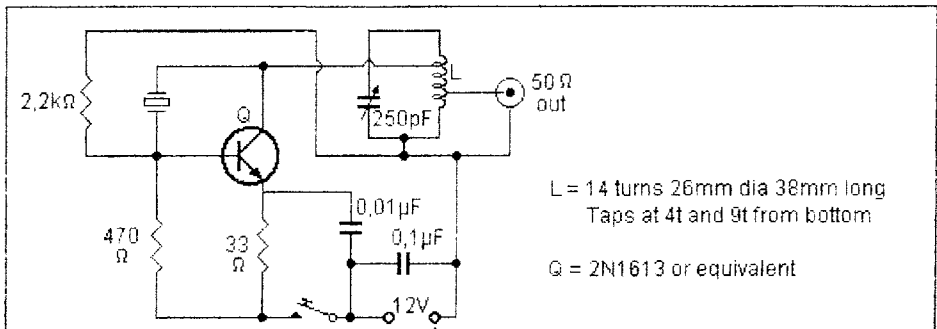 L
2,2kΩ
50 Ω
out
Q
250pF
L = 14 turns 26mm dia 38mm long
Taps at 4t and 9t from bottom
0,01µF
470
Ω
33
Ω
0,1µF
Q = 2N1613 or equivalent
12V